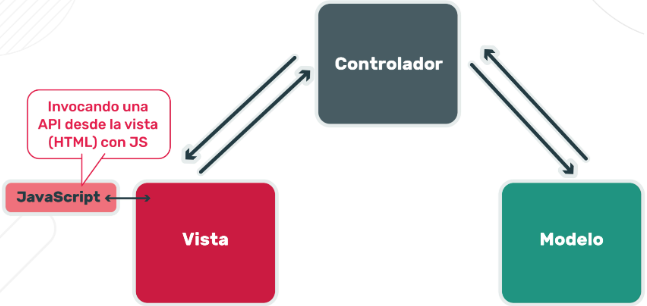 Controlador
Invocando una
API desde la vista
(HTML) con JS
JavaScript
Vista
Modelo